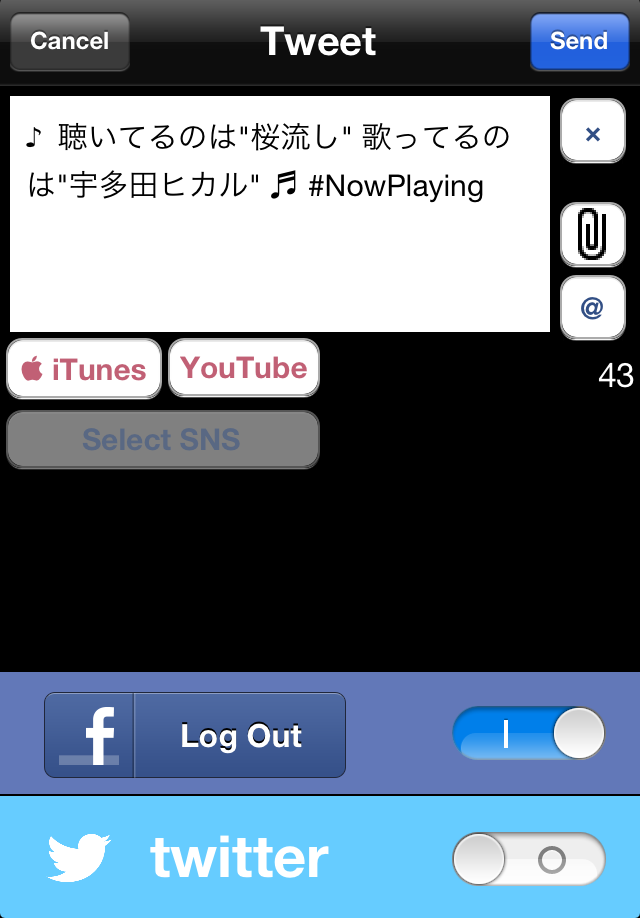 Cancel Tweet Send
♪ 聴いてるのは"桜流し" 歌ってるの
は"宇多田ヒカル" ♬ #NowPlaying
×
@
iTunes YouTube 43
Select SNS
f Log Out
twitter